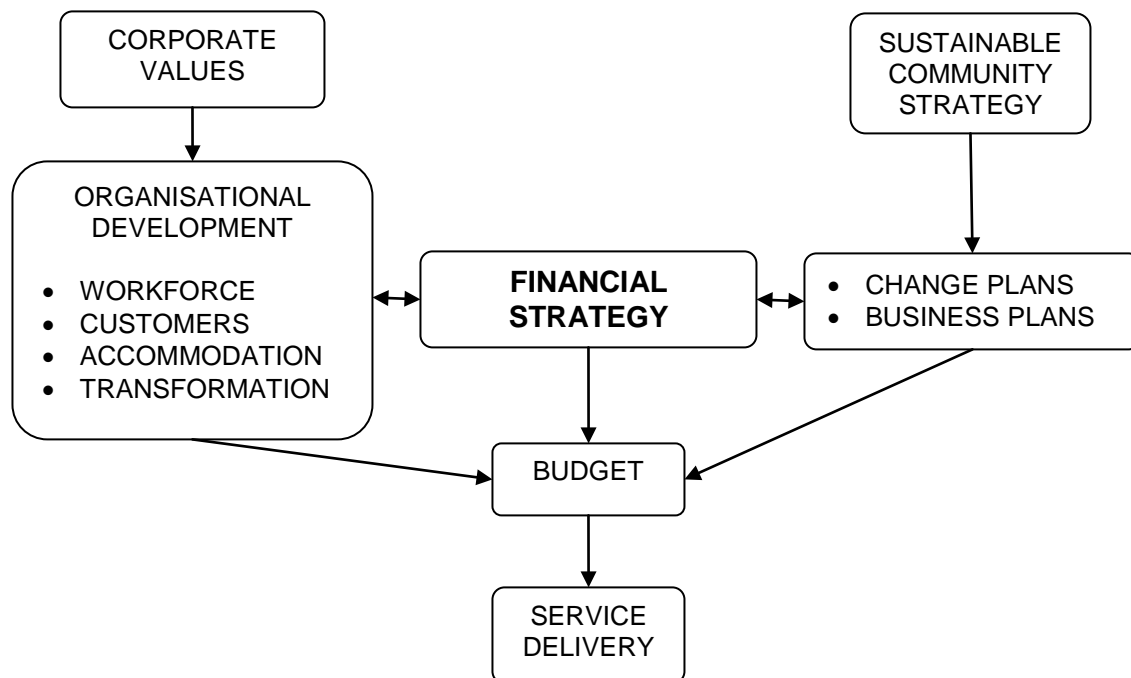 CORPORATE
VALUES
SUSTAINABLE
COMMUNITY
STRATEGY
ORGANISATIONAL
DEVELOPMENT
• WORKFORCE
• CUSTOMERS
• ACCOMMODATION
• TRANSFORMATION
FINANCIAL
STRATEGY
• CHANGE PLANS
• BUSINESS PLANS
BUDGET
SERVICE
DELIVERY